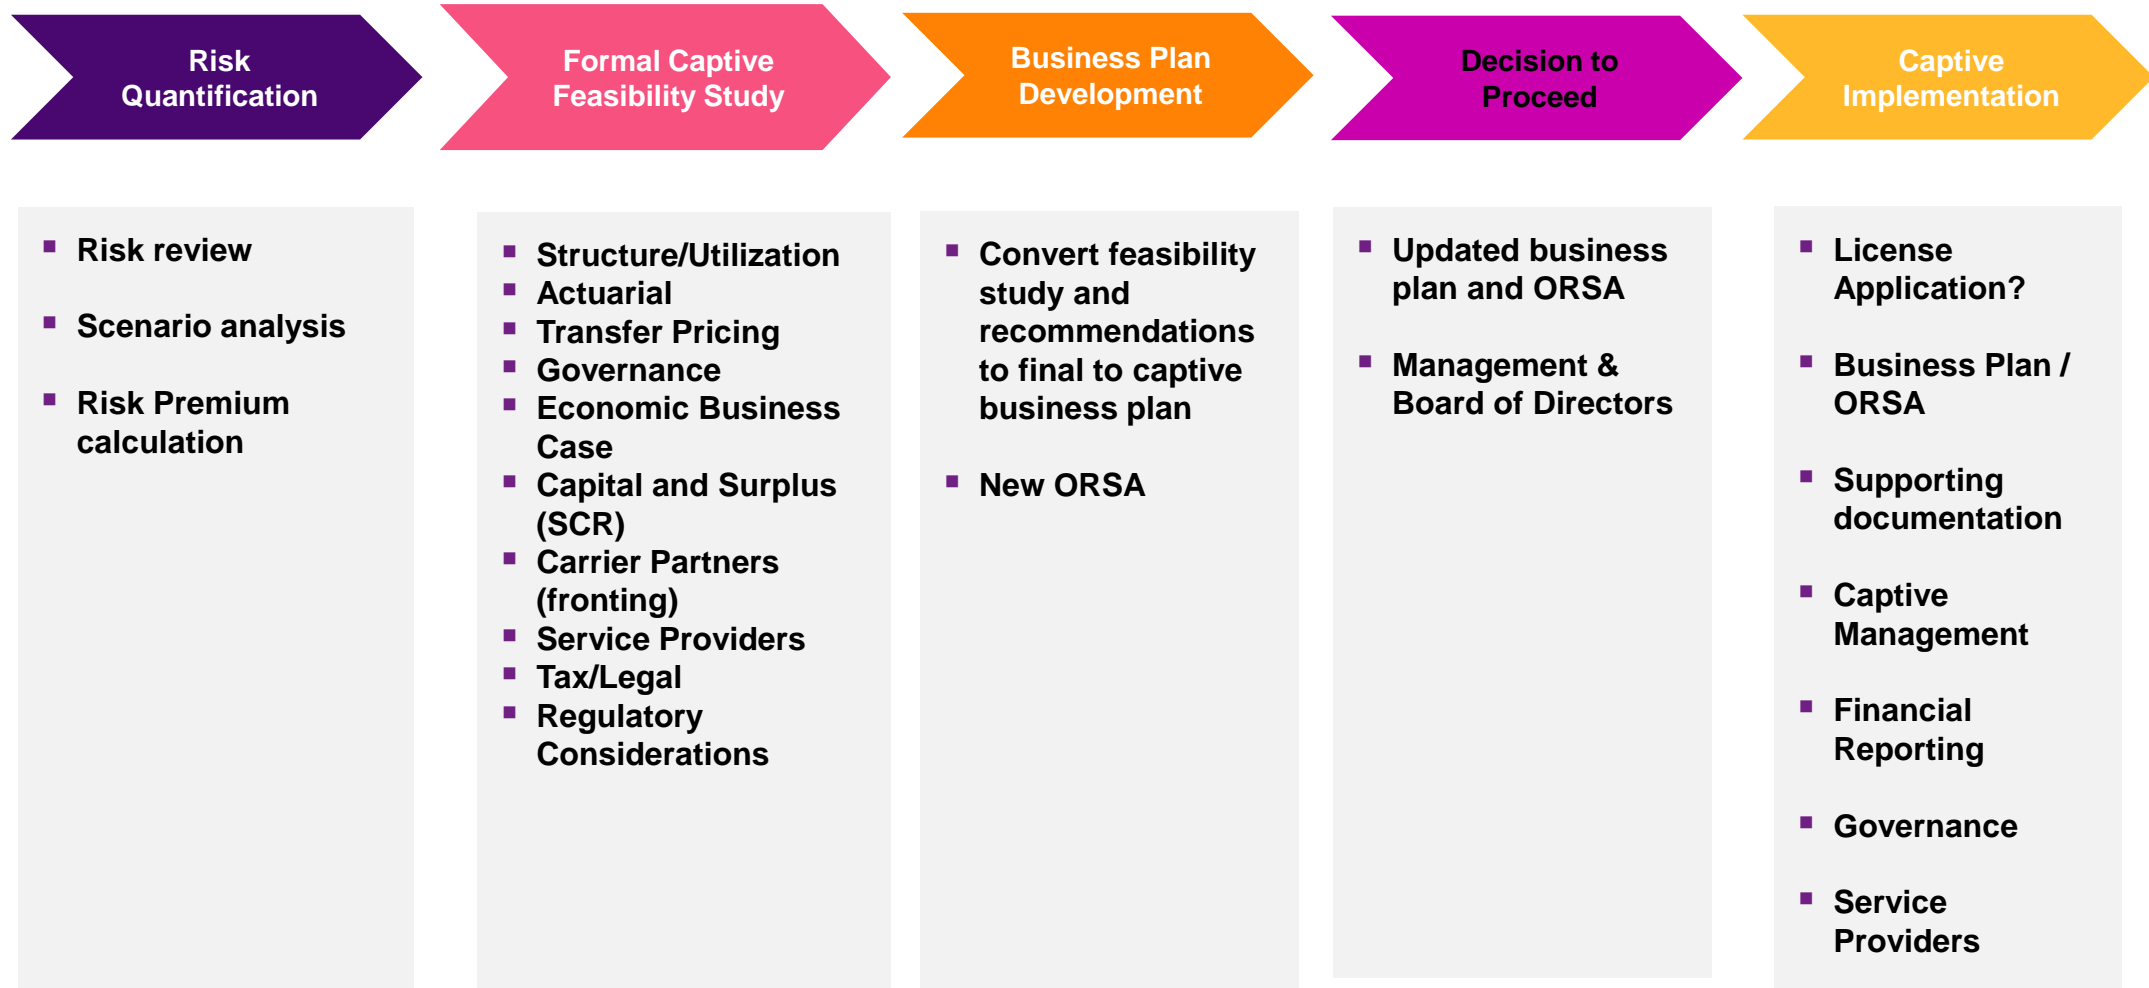 Risk
Quantification
Formal Captive
Feasibility Study
Business Plan
Development
Decision to
Proceed
Captive
Implementation
Risk review
Scenario analysis
Risk Premium
calculation
Structure/Utilization
Actuarial
Transfer Pricing
Governance
Economic Business
Case
Capital and Surplus
(SCR)
Carrier Partners
(fronting)
Service Providers
Tax/Legal
Regulatory
Considerations
Convert feasibility
study and
recommendations
to final to captive
business plan
New ORSA
Updated business
plan and ORSA
Management &
Board of Directors
License
Application?
Business Plan /
ORSA
Supporting
documentation
Captive
Management
Financial
Reporting
Governance
Service
Providers